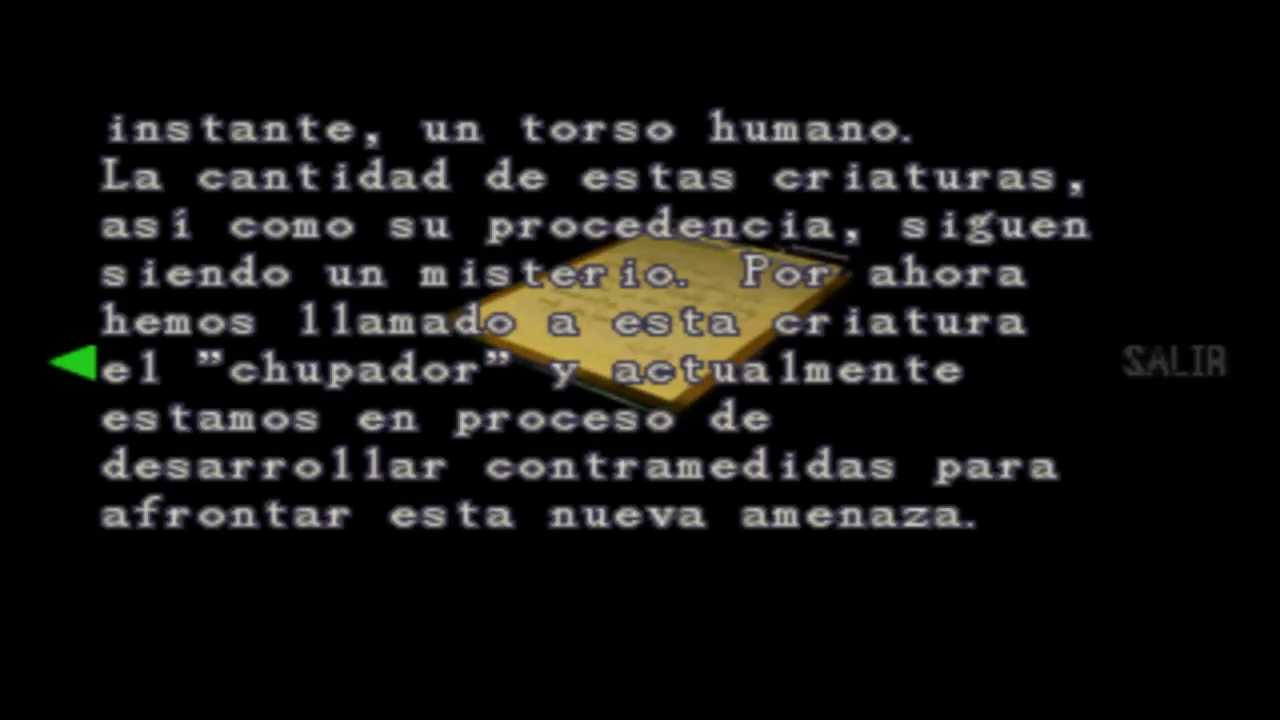 instante, un torso humano.
La cantidad de estas criaturas,
así como su procedencia, siguen
siendo un misterio. Por ahora
hemos llamado a esta criatura
el "chupador" y actualmente
SALIR
estamos en proceso de
desarrollar contramedidas para
afrontar esta nueva amenaza.